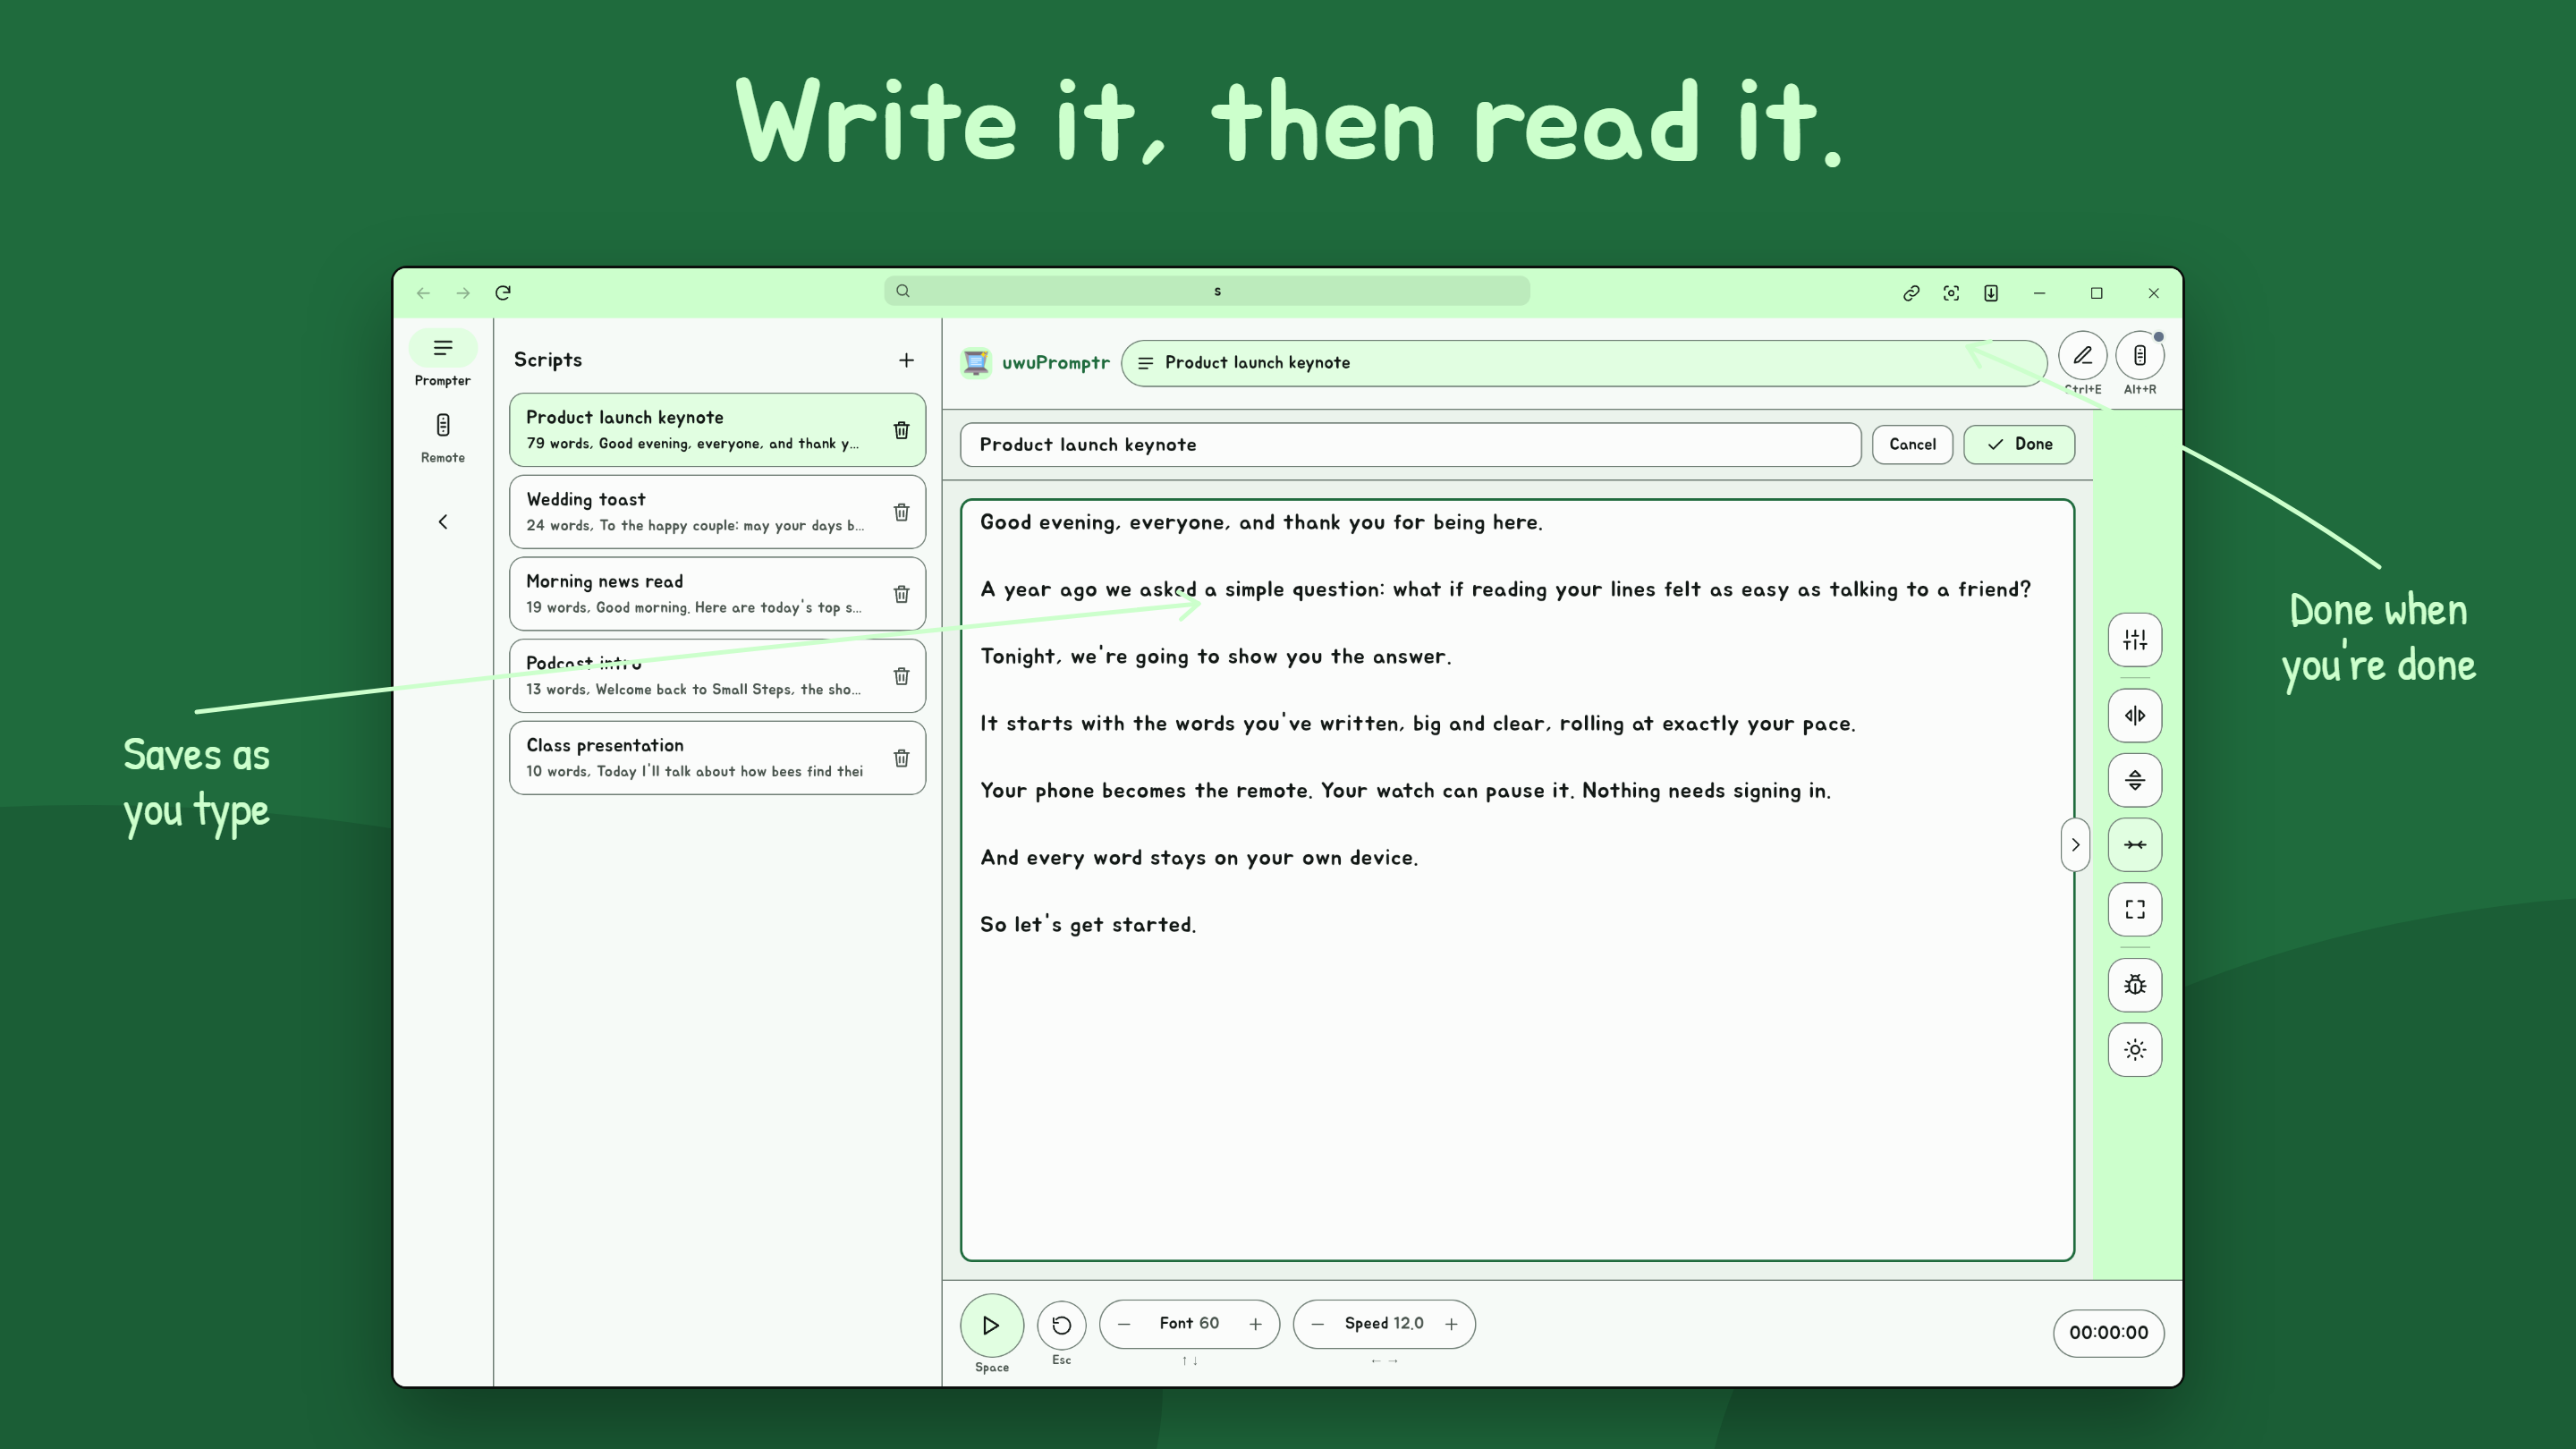 Write it, then read it.
s
Prompter
Remote
Scripts
Product launch keynote
79 words, Good evening, everyone, and thank y...
Wedding toast
24 words, To the happy couple: may your days b...
Morning news read
19 words, Good morning. Here are today's top s...
Podcast intro
13 words, Welcome back to Small Steps, the sho...
Class presentation
10 words, Today I'll talk about how bees find thei
uwuPromptr
Product launch keynote
Ctrl+E
Alt+R
Product launch keynote
Cancel
Done
Good evening, everyone, and thank you for being here.
A year ago we asked a simple question: what if reading your lines felt as easy as talking to a friend?
Tonight, we're going to show you the answer.
It starts with the words you've written, big and clear, rolling at exactly your pace.
Your phone becomes the remote. Your watch can pause it. Nothing needs signing in.
And every word stays on your own device.
So let's get started.
Space
Esc
Font 60
↑ ↓
Speed 12.0
← →
00:00:00
Saves as
you type
Done when
you're done